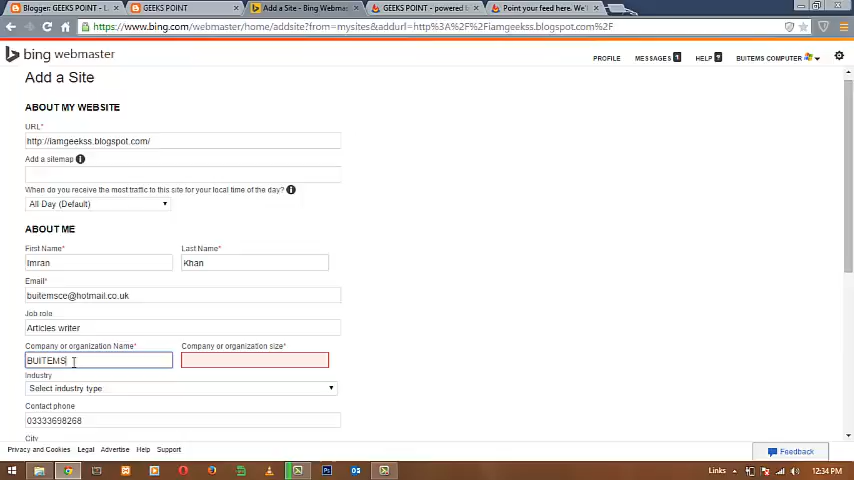 Blogger: GEEKS POINT - I
GEEKS POINT
Add a Site - Bing Webmas
GEEKS POINT - powered b
Point your feed here. We'l
https://www.bing.com/webmaster/home/addsite?from=mysites&addurl=http%3A%2F%2Fiamgeekss.blogspot.com%2F
bing webmaster
PROFILE
MESSAGES 1
HELP
BUITEMS COMPUTER
Add a Site
ABOUT MY WEBSITE
URL*
http://iamgeekss.blogspot.com/
Add a sitemap
When do you receive the most traffic to this site for your local time of the day?
All Day (Default)
ABOUT ME
First Name* Last Name*
Imran Khan
Email*
buitemsce@hotmail.co.uk
Job role
Articles writer
Company or organization Name* Company or organization size*
BUITEMS
Industry
Select industry type
Contact phone
03333698268
City
Privacy and Cookies Legal Advertise Help Support
Feedback
Links
12:34 PM